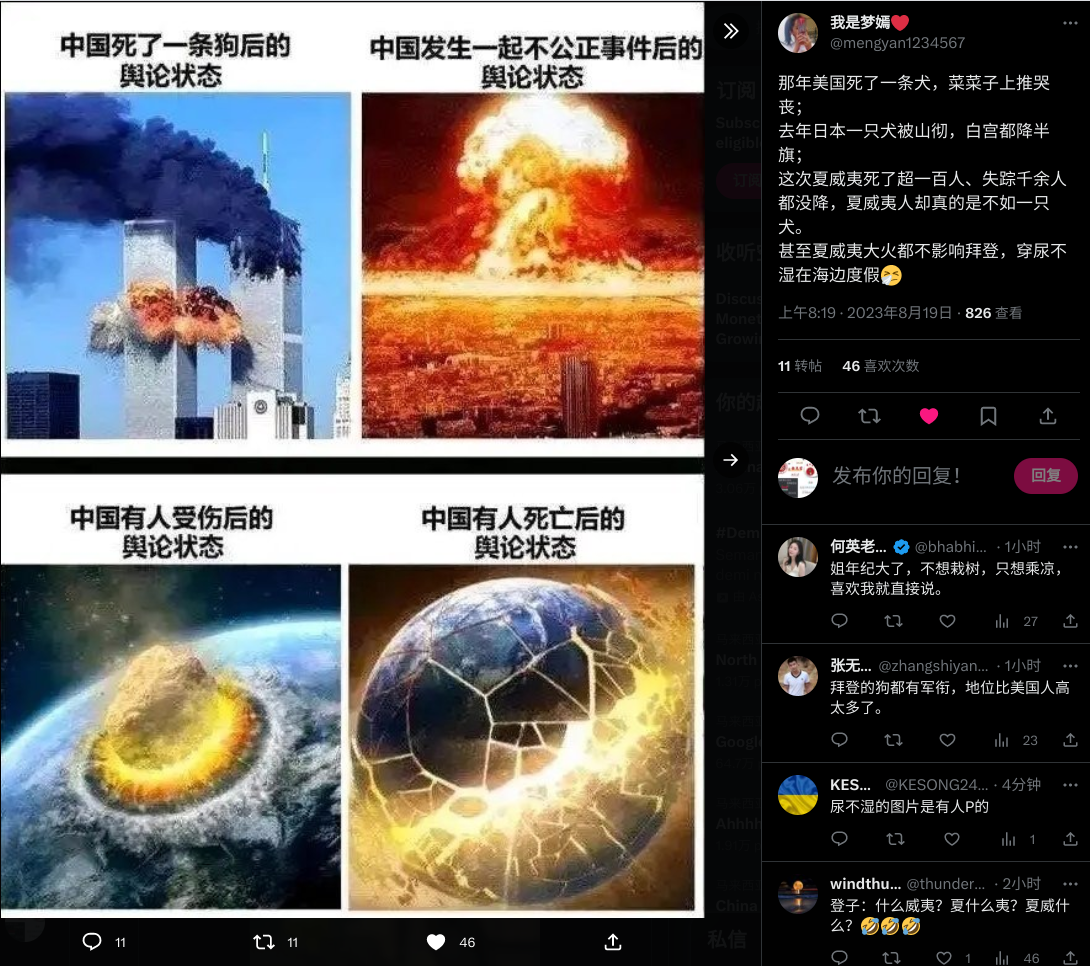 中国死了一条狗后的
舆论状态
中国发生一起不公正事件后的
舆论状态
中国有人受伤后的
舆论状态
中国有人死亡后的
舆论状态
11
11
46
订阅
收听
North
Google
China
私信
我是梦嫣
@mengyan1234567
那年美国死了一条犬，菜菜子上推哭
丧；
去年日本一只犬被山彻，白宫都降半
旗；
这次夏威夷死了超一百人、失踪千余人
都没降，夏威夷人却真的是不如一只
犬。
甚至夏威夷大火都不影响拜登，穿尿不
湿在海边度假
上午8:19 · 2023年8月19日 · 826 查看
11 转帖 46 喜欢次数
发布你的回复！ 回复
何英老... @bhabhi... · 1小时
姐年纪大了，不想栽树，只想乘凉，
喜欢我就直接说。
27
张无... @zhangshiyan... · 1小时
拜登的狗都有军衔，地位比美国人高
太多了。
23
KES... @KESONG24... · 4分钟
尿不湿的图片是有人P的
1
windthu... @thunder... · 2小时
登子：什么威夷？夏什么夷？夏威什
么？
1 46